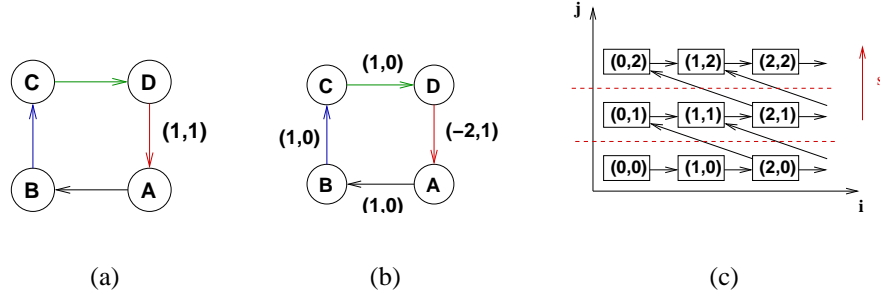 C
D
(1,1)
B
A
(a)
(1,0)
C
D
(1,0)
(−2,1)
B
A
(1,0)
(b)
j
(0,2) (1,2) (2,2)
s
(0,1) (1,1) (2,1)
(0,0) (1,0) (2,0)
i
(c)